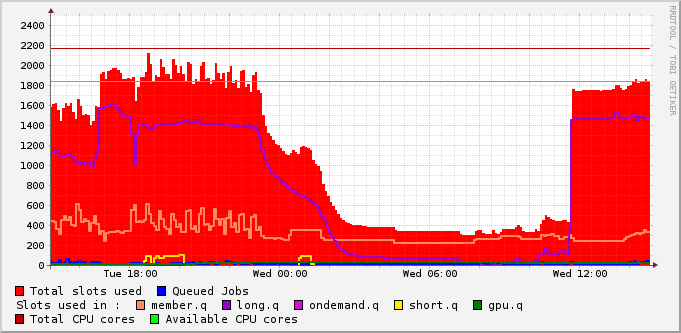 2400
2200
2000
1800
1600
1400
1200
1000
800
600
400
200
0
Tue 18:00 Wed 00:00 Wed 06:00 Wed 12:00
RRDTOOL / TOBI OETIKER
Total slots used Queued Jobs
Slots used in : member.q long.q ondemand.q short.q gpu.q
Total CPU cores Available CPU cores